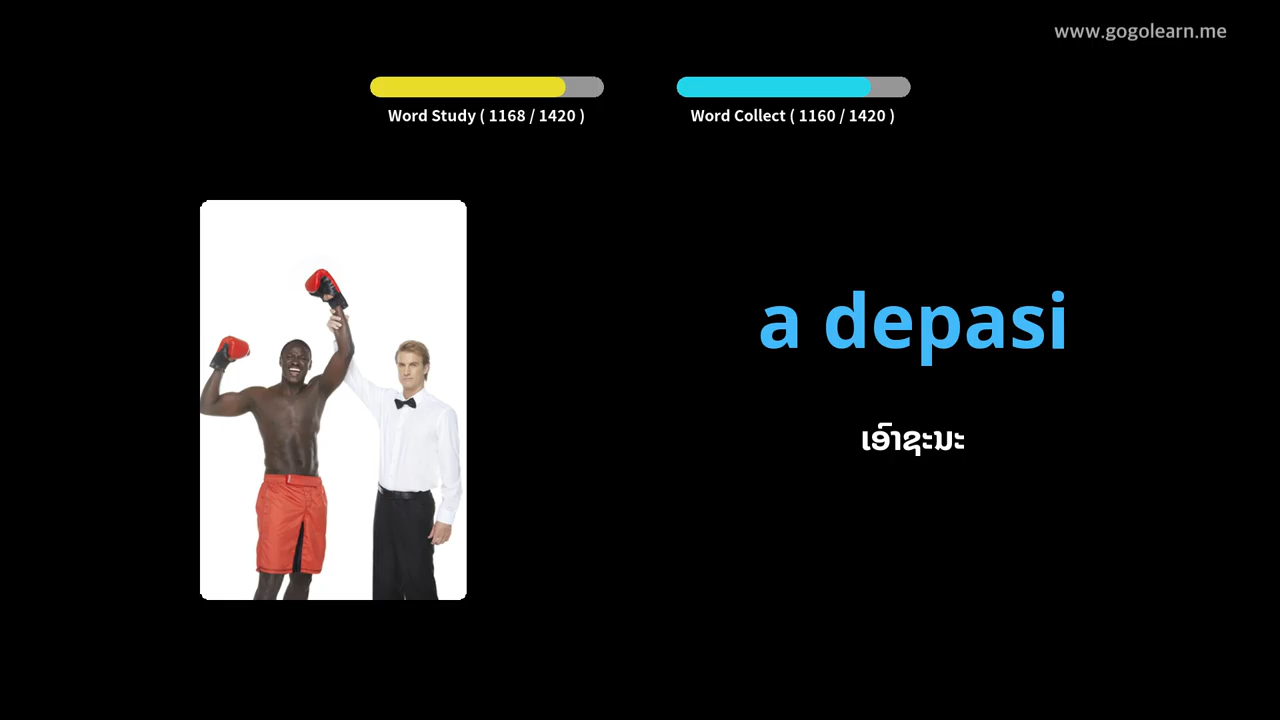 www.gogolearn.me
Word Study ( 1168 / 1420 )
Word Collect ( 1160 / 1420 )
a depasi
ເອົາຊະນະ